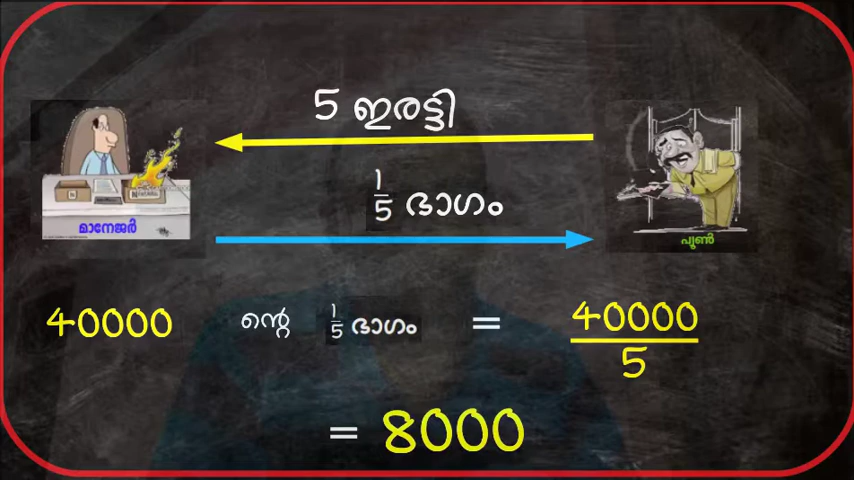 5 ഇരട്ടി
1/5 ഭാഗം
മാനേജർ
പ്യൂൺ
40000 ന്റെ 1/5 ഭാഗം = 40000/5
= 8000